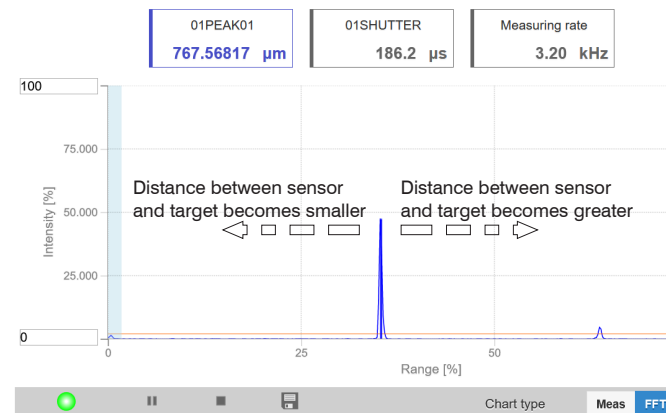 01PEAK01
767.56817 µm
01SHUTTER
186.2 µs
Measuring rate
3.20 kHz
100
75.000
50.000
25.000
0
Intensity [%]
Distance between sensor
and target becomes smaller
Distance between sensor
and target becomes greater
0
25
50
Range [%]
Chart type
Meas
FFT